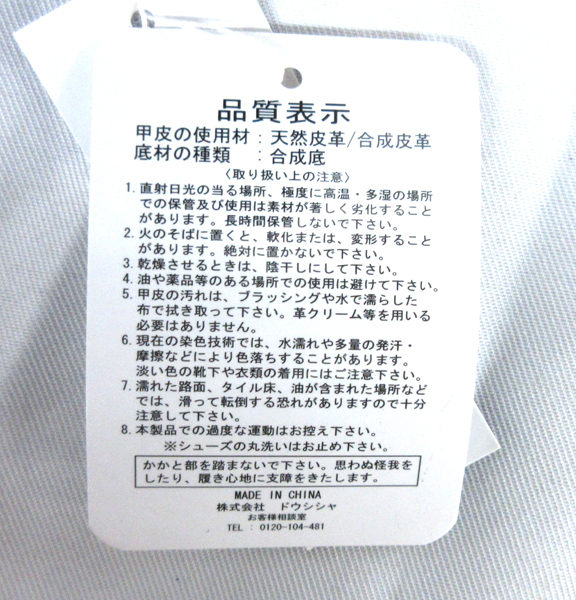 品質表示
甲皮の使用材：天然皮革/合成皮革
底材の種類　：合成底
〈取り扱い上の注意〉
1. 直射日光の当る場所、極度に高温・多湿の場所
での保管及び使用は素材が著しく劣化すること
があります。長時間保管しないで下さい。
2. 火のそばに置くと、軟化または、変形すること
があります。絶対に置かないで下さい。
3. 乾燥させるときは、陰干しにして下さい。
4. 油や薬品等のある場所での使用は避けて下さい。
5. 甲皮の汚れは、ブラッシングや水で濡らした
布で拭き取って下さい。革クリーム等を用いる
必要はありません。
6. 現在の染色技術では、水濡れや多量の発汗・
摩擦などにより色落ちすることがあります。
淡い色の靴下や衣類の着用にはご注意下さい。
7. 濡れた路面、タイル床、油が含まれた場所など
では、滑って転倒する恐れがありますので十分
注意して下さい。
8. 本製品での過度な運動はお控え下さい。
※シューズの丸洗いはお止め下さい。
かかと部を踏まないで下さい。思わぬ怪我を
したり、履き心地に支障をきたします。
MADE IN CHINA
株式会社　ドウシシャ
お客様相談室
TEL : 0120-104-481